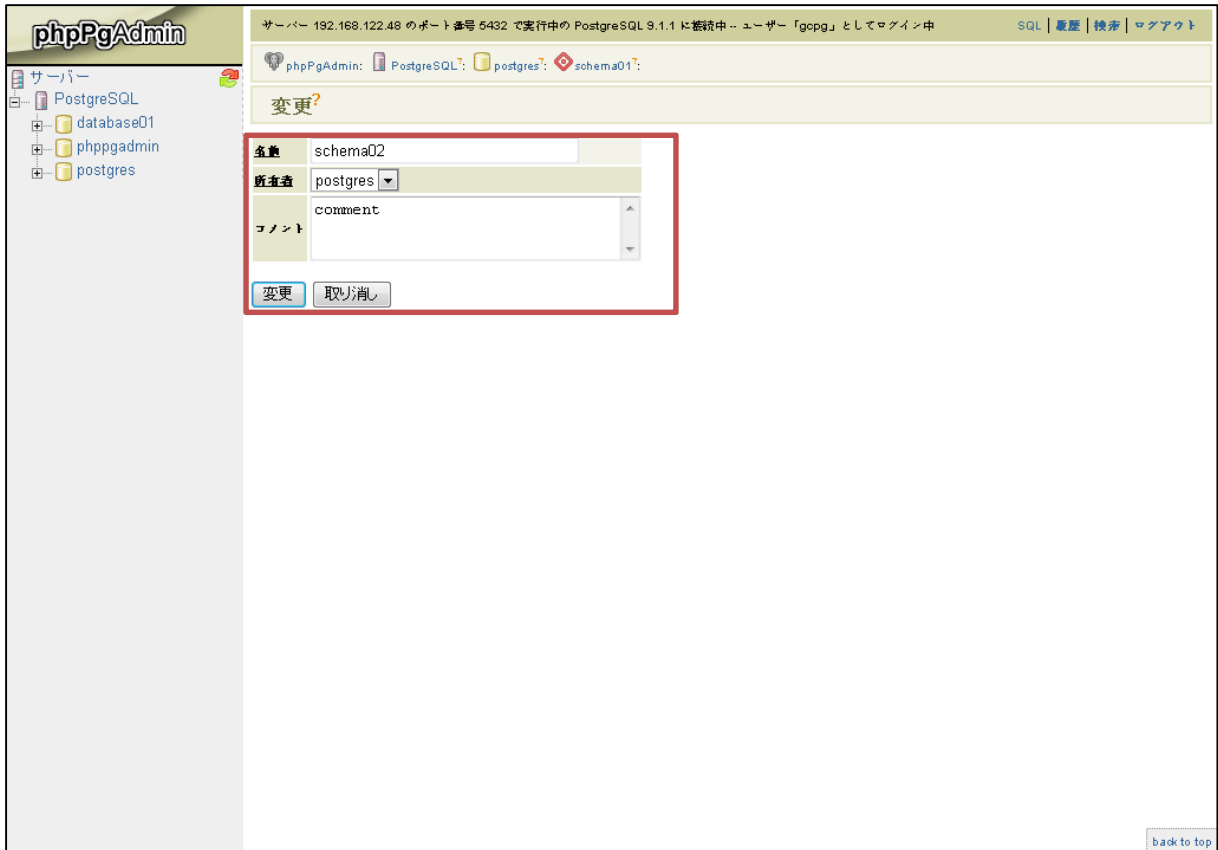 phpPgAdmin
サーバー
PostgreSQL
database01
phppgadmin
postgres
サーバー 192.168.122.48 のポート番号 5432 で実行中の PostgreSQL 9.1.1 に接続中 -- ユーザー「gcpg」としてログイン中
SQL | 履歴 | 検索 | ログアウト
phpPgAdmin: PostgreSQL?: postgres?: schema01?:
変更?
名前 schema02
所有者 postgres
コメント comment
変更 取り消し
back to top